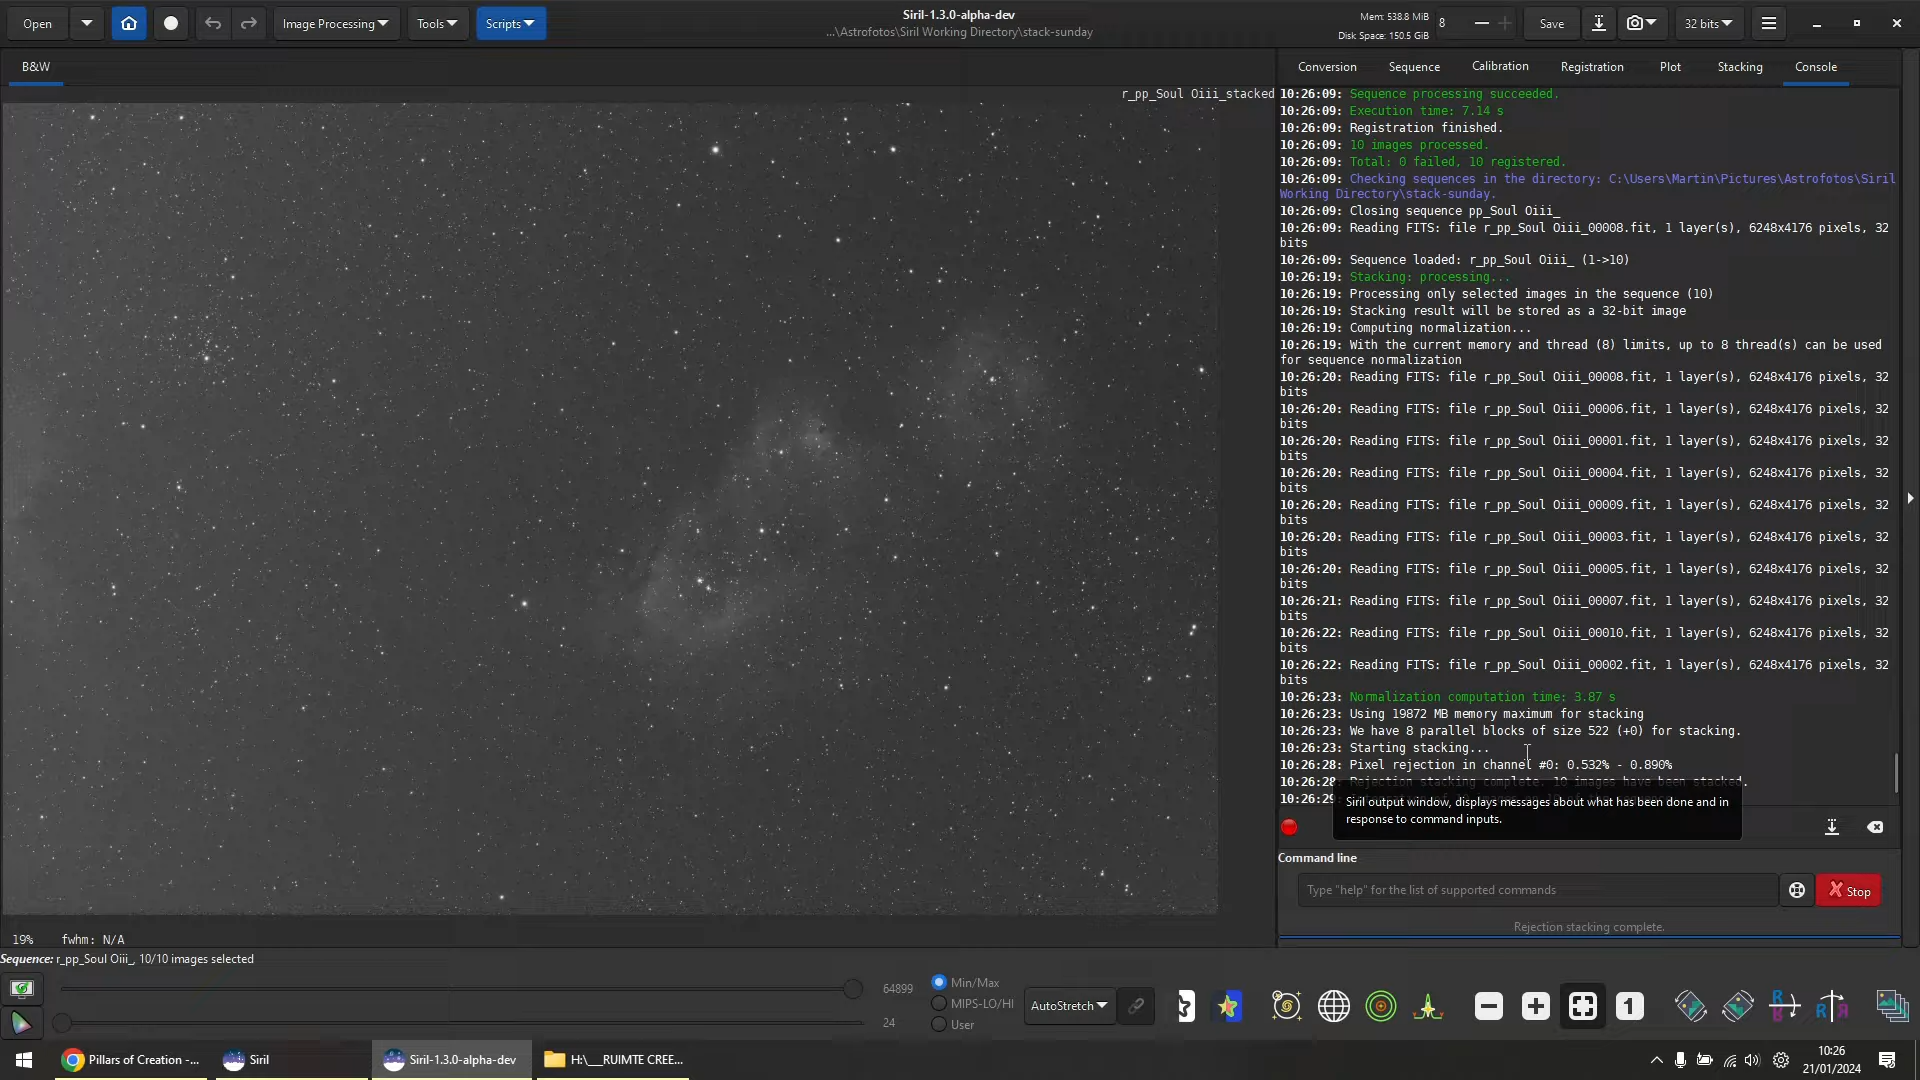 Open
Image Processing
Tools
Scripts
Siril-1.3.0-alpha-dev
...\Astrofotos\Siril Working Directory\stack-sunday
Mem: 538.8 MiB
Disk Space: 150.5 GiB
8
Save
32 bits
B&W
Conversion
Sequence
Calibration
Registration
Plot
Stacking
Console
r_pp_Soul Oiii_stacked
10:26:09: Sequence processing succeeded.
10:26:09: Execution time: 7.14 s
10:26:09: Registration finished.
10:26:09: 10 images processed.
10:26:09: Total: 0 failed, 10 registered.
10:26:09: Checking sequences in the directory: C:\Users\Martin\Pictures\Astrofotos\Siril
Working Directory\stack-sunday.
10:26:09: Closing sequence pp_Soul Oiii_
10:26:09: Reading FITS: file r_pp_Soul Oiii_00008.fit, 1 layer(s), 6248x4176 pixels, 32
bits
10:26:09: Sequence loaded: r_pp_Soul Oiii_ (1->10)
10:26:19: Stacking: processing...
10:26:19: Processing only selected images in the sequence (10)
10:26:19: Stacking result will be stored as a 32-bit image
10:26:19: Computing normalization...
10:26:19: With the current memory and thread (8) limits, up to 8 thread(s) can be used
for sequence normalization
10:26:20: Reading FITS: file r_pp_Soul Oiii_00008.fit, 1 layer(s), 6248x4176 pixels, 32
bits
10:26:20: Reading FITS: file r_pp_Soul Oiii_00006.fit, 1 layer(s), 6248x4176 pixels, 32
bits
10:26:20: Reading FITS: file r_pp_Soul Oiii_00001.fit, 1 layer(s), 6248x4176 pixels, 32
bits
10:26:20: Reading FITS: file r_pp_Soul Oiii_00004.fit, 1 layer(s), 6248x4176 pixels, 32
bits
10:26:20: Reading FITS: file r_pp_Soul Oiii_00009.fit, 1 layer(s), 6248x4176 pixels, 32
bits
10:26:20: Reading FITS: file r_pp_Soul Oiii_00003.fit, 1 layer(s), 6248x4176 pixels, 32
bits
10:26:20: Reading FITS: file r_pp_Soul Oiii_00005.fit, 1 layer(s), 6248x4176 pixels, 32
bits
10:26:21: Reading FITS: file r_pp_Soul Oiii_00007.fit, 1 layer(s), 6248x4176 pixels, 32
bits
10:26:22: Reading FITS: file r_pp_Soul Oiii_00010.fit, 1 layer(s), 6248x4176 pixels, 32
bits
10:26:22: Reading FITS: file r_pp_Soul Oiii_00002.fit, 1 layer(s), 6248x4176 pixels, 32
bits
10:26:23: Normalization computation time: 3.87 s
10:26:23: Using 19872 MB memory maximum for stacking
10:26:23: We have 8 parallel blocks of size 522 (+0) for stacking.
10:26:23: Starting stacking...
10:26:28: Pixel rejection in channel #0: 0.532% - 0.890%
10:26:28: Rejection stacking complete. 10 images have been stacked.
10:26:29:
Siril output window, displays messages about what has been done and in
response to command inputs.
Command line
Type "help" for the list of supported commands
Stop
Rejection stacking complete.
19%
fwhm: N/A
Sequence: r_pp_Soul Oiii_, 10/10 images selected
64899
24
Min/Max
MIPS-LO/HI
User
AutoStretch
1
R
R
R R
Pillars of Creation -...
Siril
Siril-1.3.0-alpha-dev
H:\__RUIMTE CREE...
10:26
21/01/2024